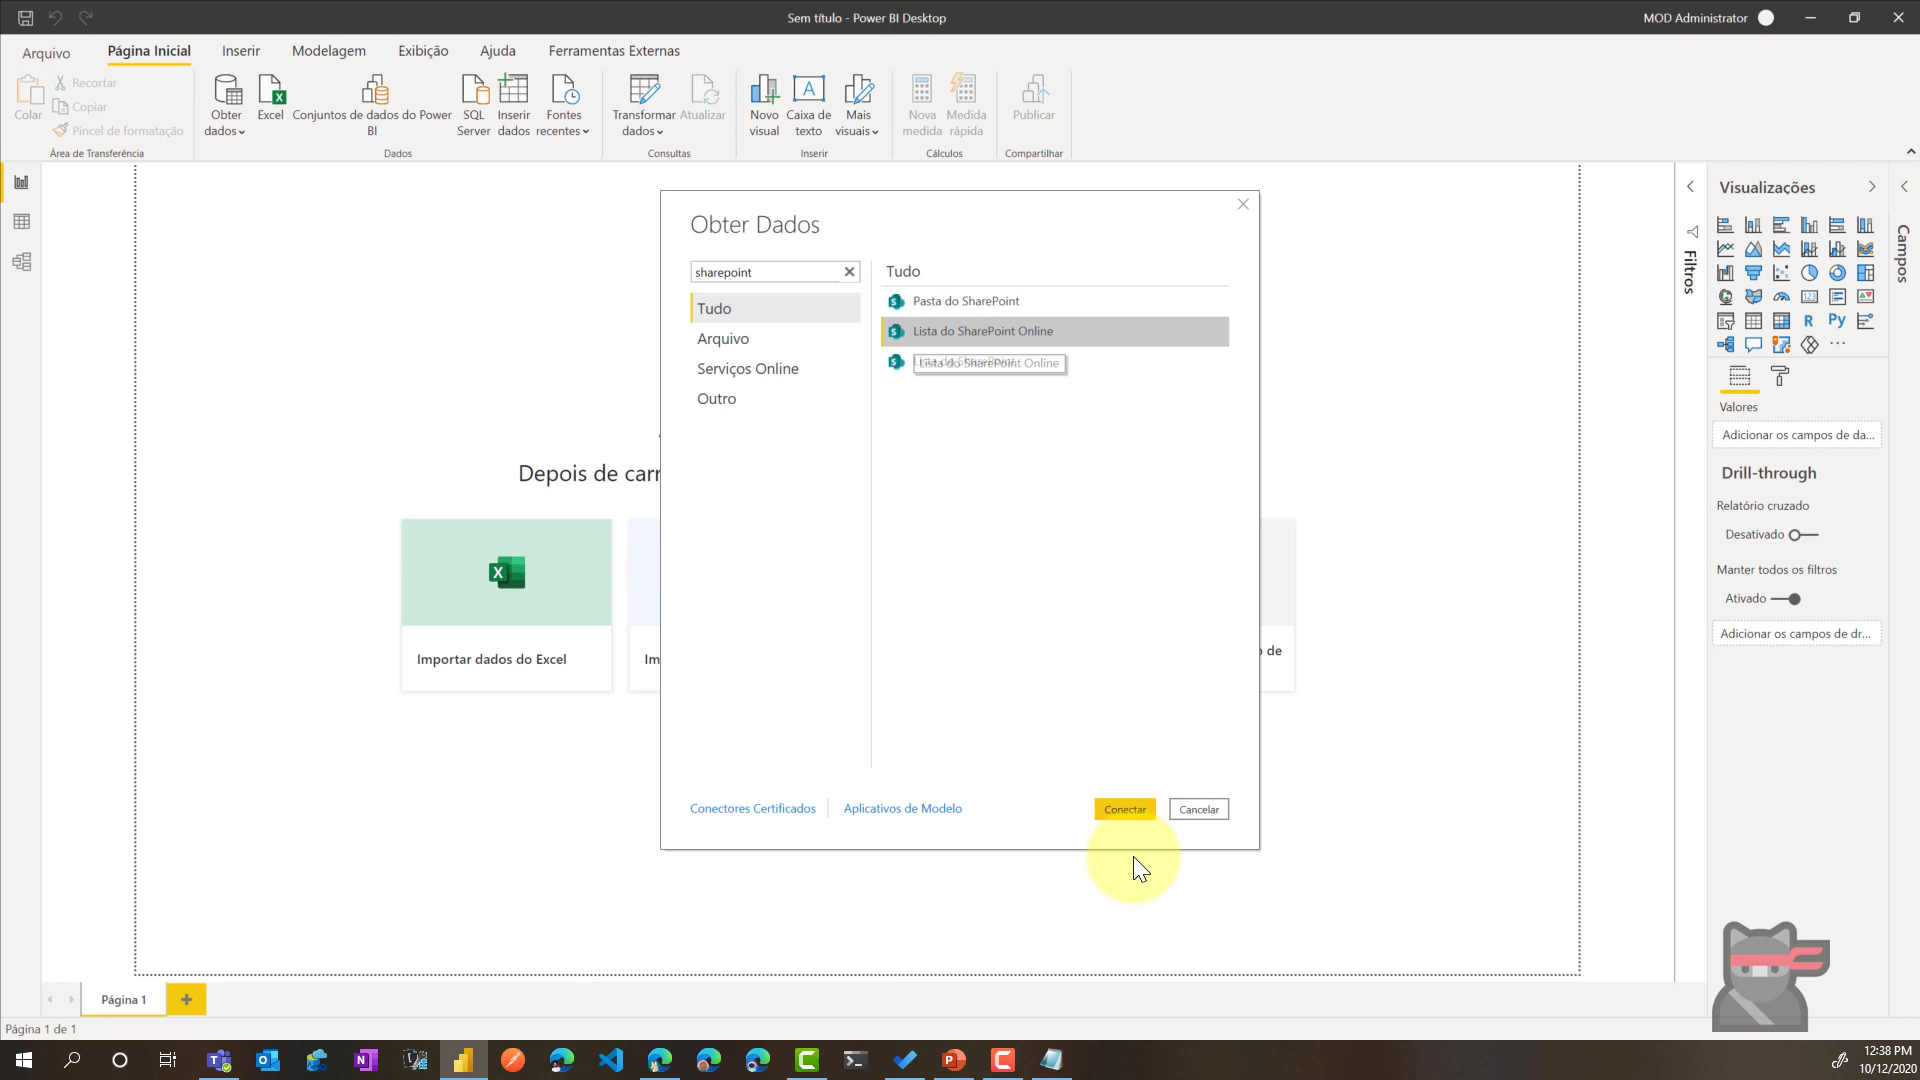 Sem título - Power BI Desktop
MOD Administrator
Arquivo
Página Inicial
Inserir
Modelagem
Exibição
Ajuda
Ferramentas Externas
Colar
Recortar
Copiar
Pincel de formatação
Área de Transferência
Obter
dados
Excel
Conjuntos de dados do Power
BI
SQL
Server
Inserir
dados
Fontes
recentes
Dados
Transformar
dados
Atualizar
Consultas
Novo
visual
Caixa de
texto
Mais
visuais
Inserir
Nova
medida
Medida
rápida
Cálculos
Publicar
Compartilhar
Obter Dados
sharepoint
Tudo
Arquivo
Serviços Online
Outro
Tudo
Pasta do SharePoint
Lista do SharePoint Online
Lista do SharePoint Online
Conectores Certificados
Aplicativos de Modelo
Conectar
Cancelar
Depois de carr
Importar dados do Excel
Im
de
Filtros
Visualizações
Campos
R
Py
Valores
Adicionar os campos de da...
Drill-through
Relatório cruzado
Desativado
Manter todos os filtros
Ativado
Adicionar os campos de dr...
Página 1
Página 1 de 1
12:38 PM
10/12/2020